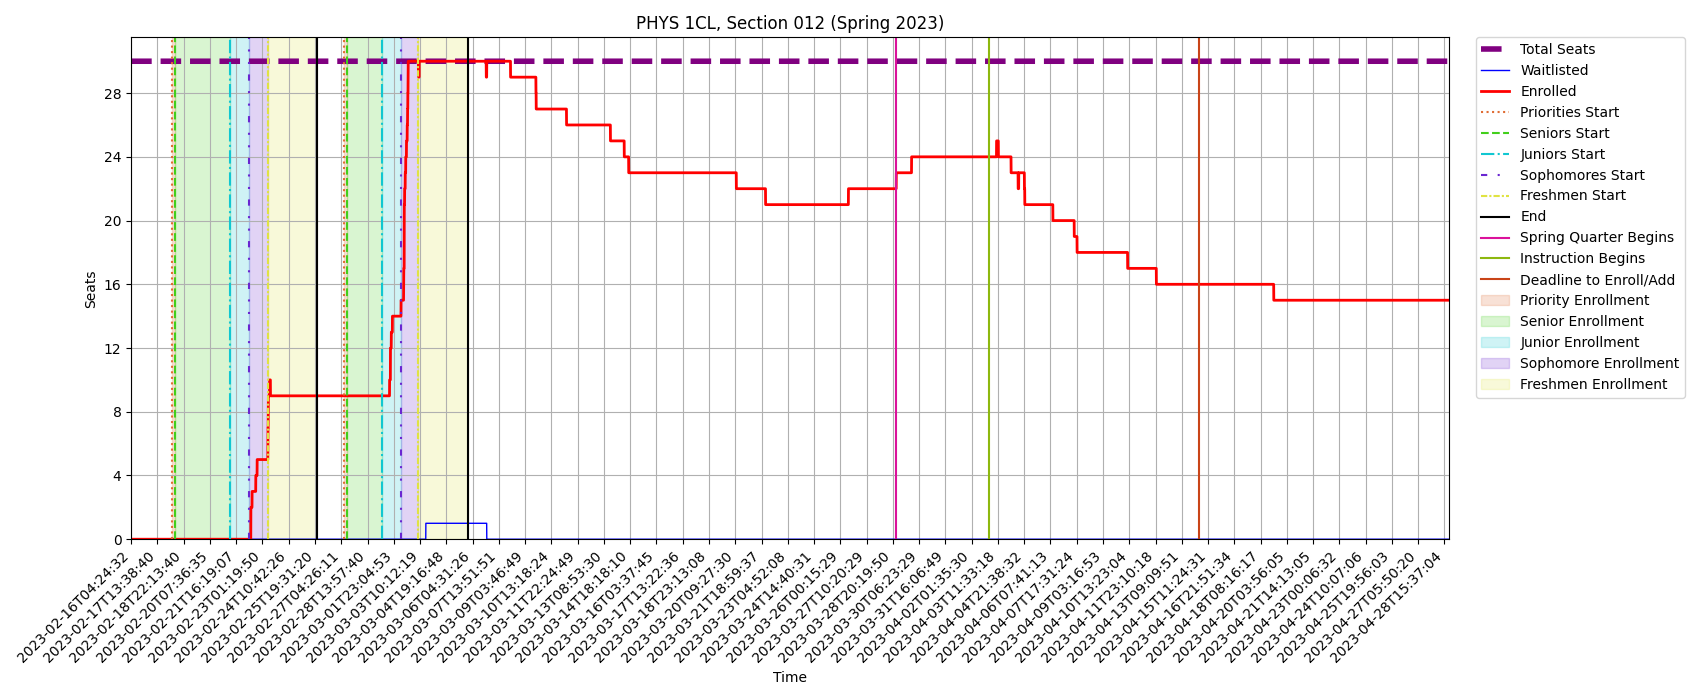 PHYS 1CL, Section 012 (Spring 2023)
Seats
28
24
20
16
12
8
4
0
2023-02-16T04:24:32
2023-02-17T13:38:40
2023-02-18T22:13:40
2023-02-20T07:36:35
2023-02-21T16:19:07
2023-02-23T01:19:50
2023-02-24T10:42:26
2023-02-25T19:31:20
2023-02-27T04:26:11
2023-02-28T13:57:40
2023-03-01T23:04:53
2023-03-03T10:12:19
2023-03-04T19:16:48
2023-03-06T04:31:26
2023-03-07T13:51:51
2023-03-09T03:46:49
2023-03-10T13:18:24
2023-03-11T22:24:49
2023-03-13T08:53:30
2023-03-14T18:18:10
2023-03-16T03:37:45
2023-03-17T13:22:36
2023-03-18T23:13:08
2023-03-20T09:27:30
2023-03-21T18:59:37
2023-03-23T04:52:08
2023-03-24T14:40:31
2023-03-26T00:15:29
2023-03-27T10:20:29
2023-03-28T20:19:50
2023-03-30T06:23:29
2023-03-31T16:06:49
2023-04-02T01:35:30
2023-04-03T11:33:18
2023-04-04T21:38:32
2023-04-06T07:41:13
2023-04-07T17:31:24
2023-04-09T03:16:53
2023-04-10T13:23:04
2023-04-11T23:10:18
2023-04-13T09:09:51
2023-04-15T11:24:31
2023-04-16T21:51:34
2023-04-18T08:16:17
2023-04-20T03:56:05
2023-04-21T14:13:05
2023-04-23T00:06:32
2023-04-24T10:07:06
2023-04-25T19:56:03
2023-04-27T05:50:20
2023-04-28T15:37:04
Time
Total Seats
Waitlisted
Enrolled
Priorities Start
Seniors Start
Juniors Start
Sophomores Start
Freshmen Start
End
Spring Quarter Begins
Instruction Begins
Deadline to Enroll/Add
Priority Enrollment
Senior Enrollment
Junior Enrollment
Sophomore Enrollment
Freshmen Enrollment